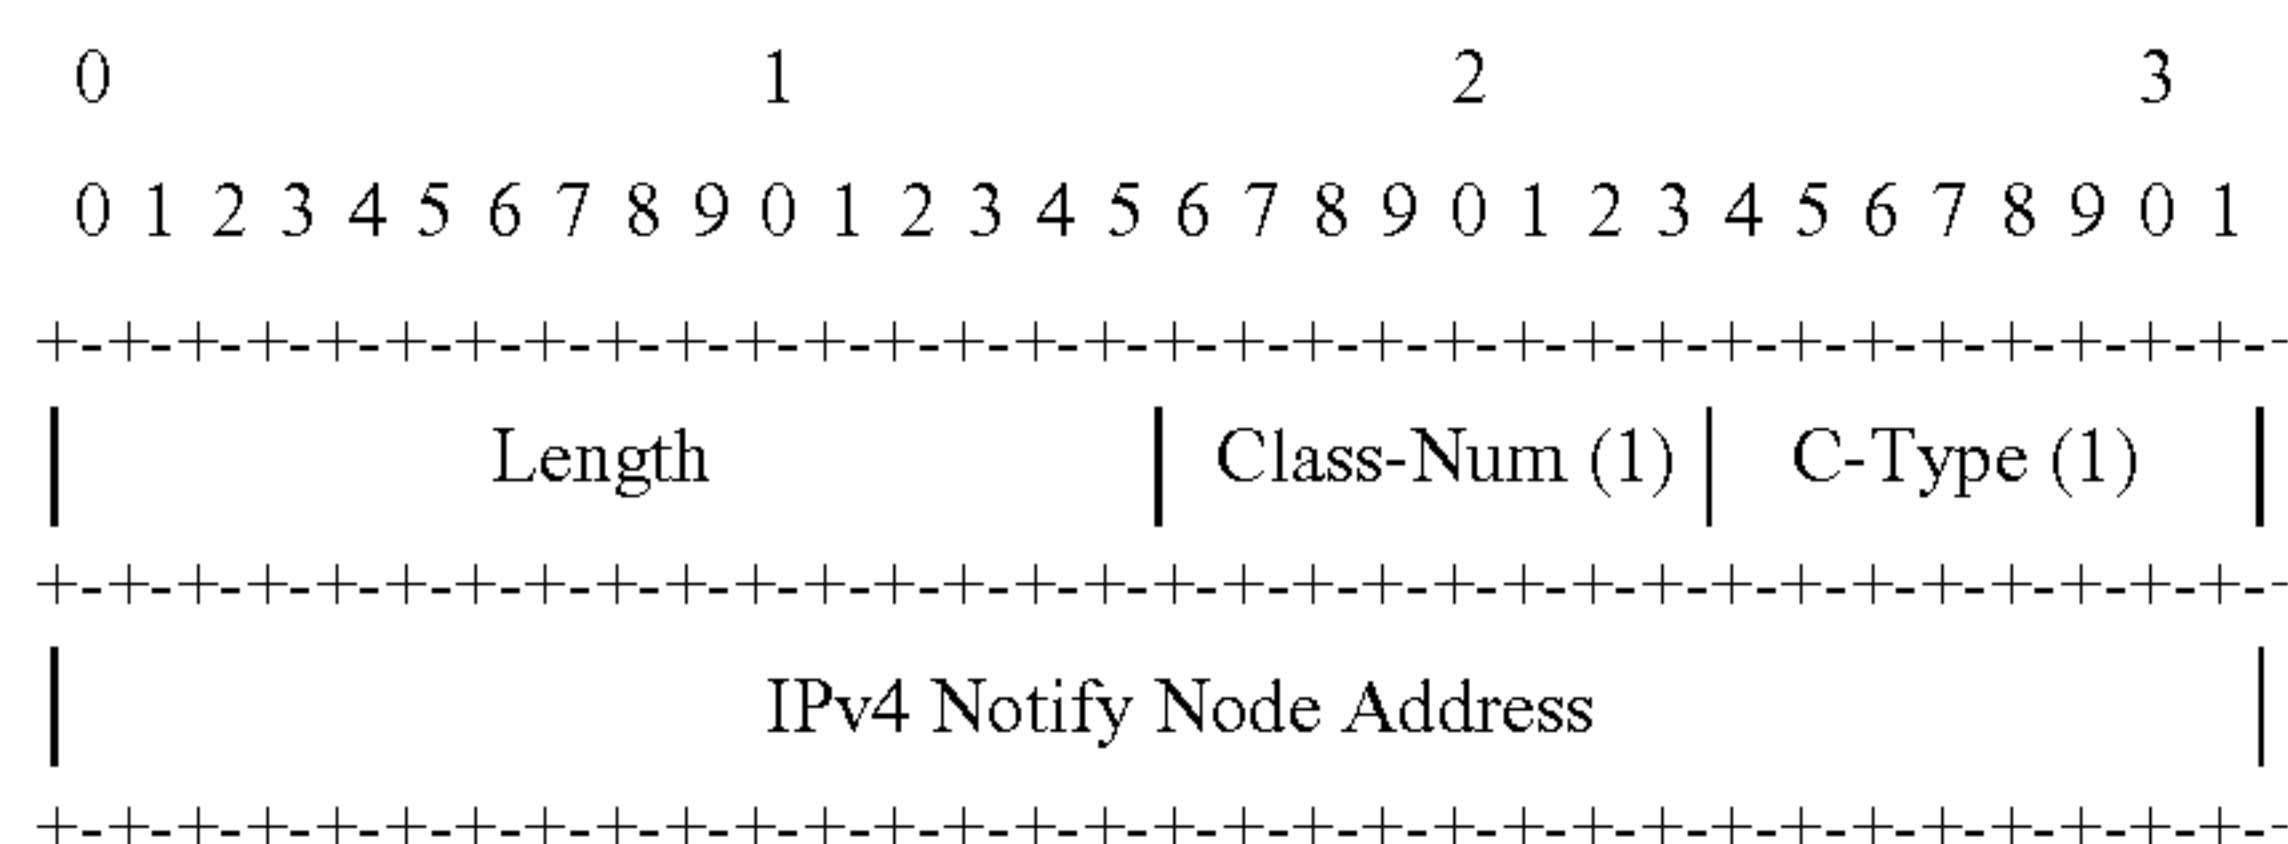 0 1 2 3
0 1 2 3 4 5 6 7 8 9 0 1 2 3 4 5 6 7 8 9 0 1 2 3 4 5 6 7 8 9 0 1
+-+-+-+-+-+-+-+-+-+-+-+-+-+-+-+-+-+-+-+-+-+-+-+-+-+-+-+-+-+-+-+-+-+
| Length | Class-Num (1) | C-Type (1) |
+-+-+-+-+-+-+-+-+-+-+-+-+-+-+-+-+-+-+-+-+-+-+-+-+-+-+-+-+-+-+-+-+-+
| IPv4 Notify Node Address |
+-+-+-+-+-+-+-+-+-+-+-+-+-+-+-+-+-+-+-+-+-+-+-+-+-+-+-+-+-+-+-+-+-+